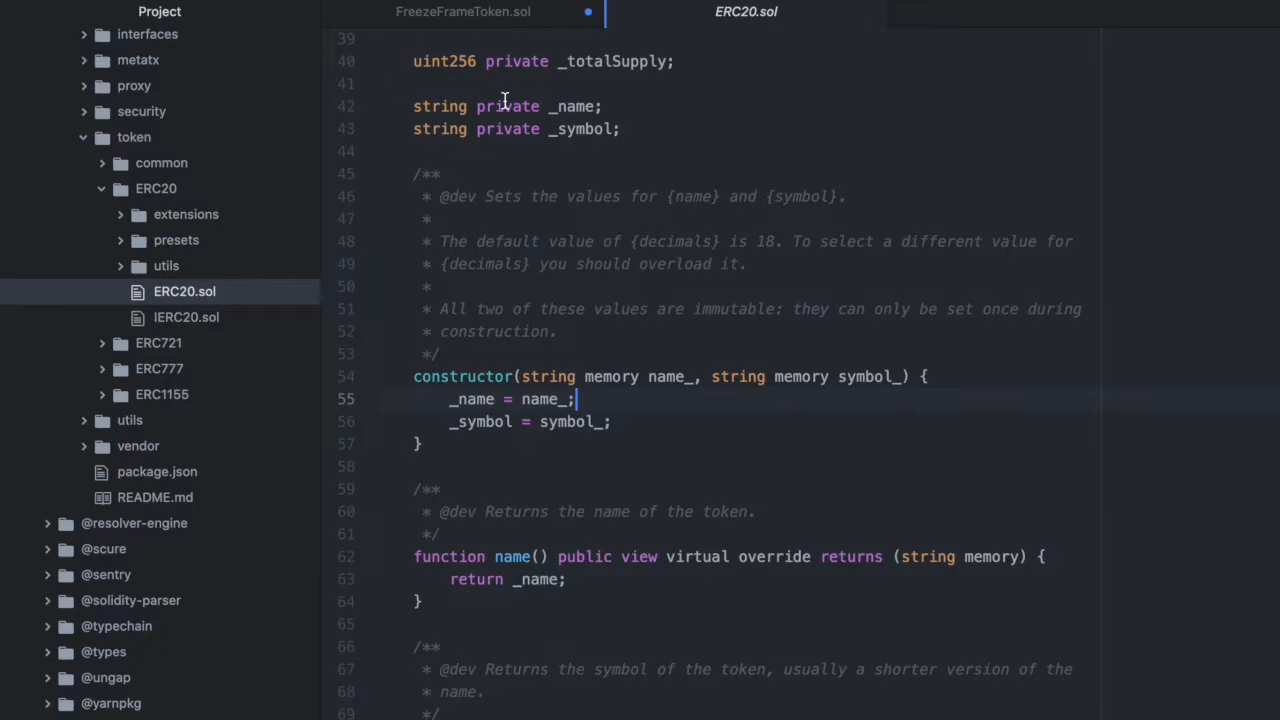 Project
interfaces
metatx
proxy
security
token
common
ERC20
extensions
presets
utils
ERC20.sol
IERC20.sol
ERC721
ERC777
ERC1155
utils
vendor
package.json
README.md
@resolver-engine
@scure
@sentry
@solidity-parser
@typechain
@types
@ungap
@yarnpkg
FreezeFrameToken.sol
ERC20.sol
39
40 uint256 private _totalSupply;
41
42 string private _name;
43 string private _symbol;
44
45 /**
46 * @dev Sets the values for {name} and {symbol}.
47 *
48 * The default value of {decimals} is 18. To select a different value for
49 * {decimals} you should overload it.
50 *
51 * All two of these values are immutable: they can only be set once during
52 * construction.
53 */
54 constructor(string memory name_, string memory symbol_) {
55 _name = name_;
56 _symbol = symbol_;
57 }
58
59 /**
60 * @dev Returns the name of the token.
61 */
62 function name() public view virtual override returns (string memory) {
63 return _name;
64 }
65
66 /**
67 * @dev Returns the symbol of the token, usually a shorter version of the
68 * name.
69 */